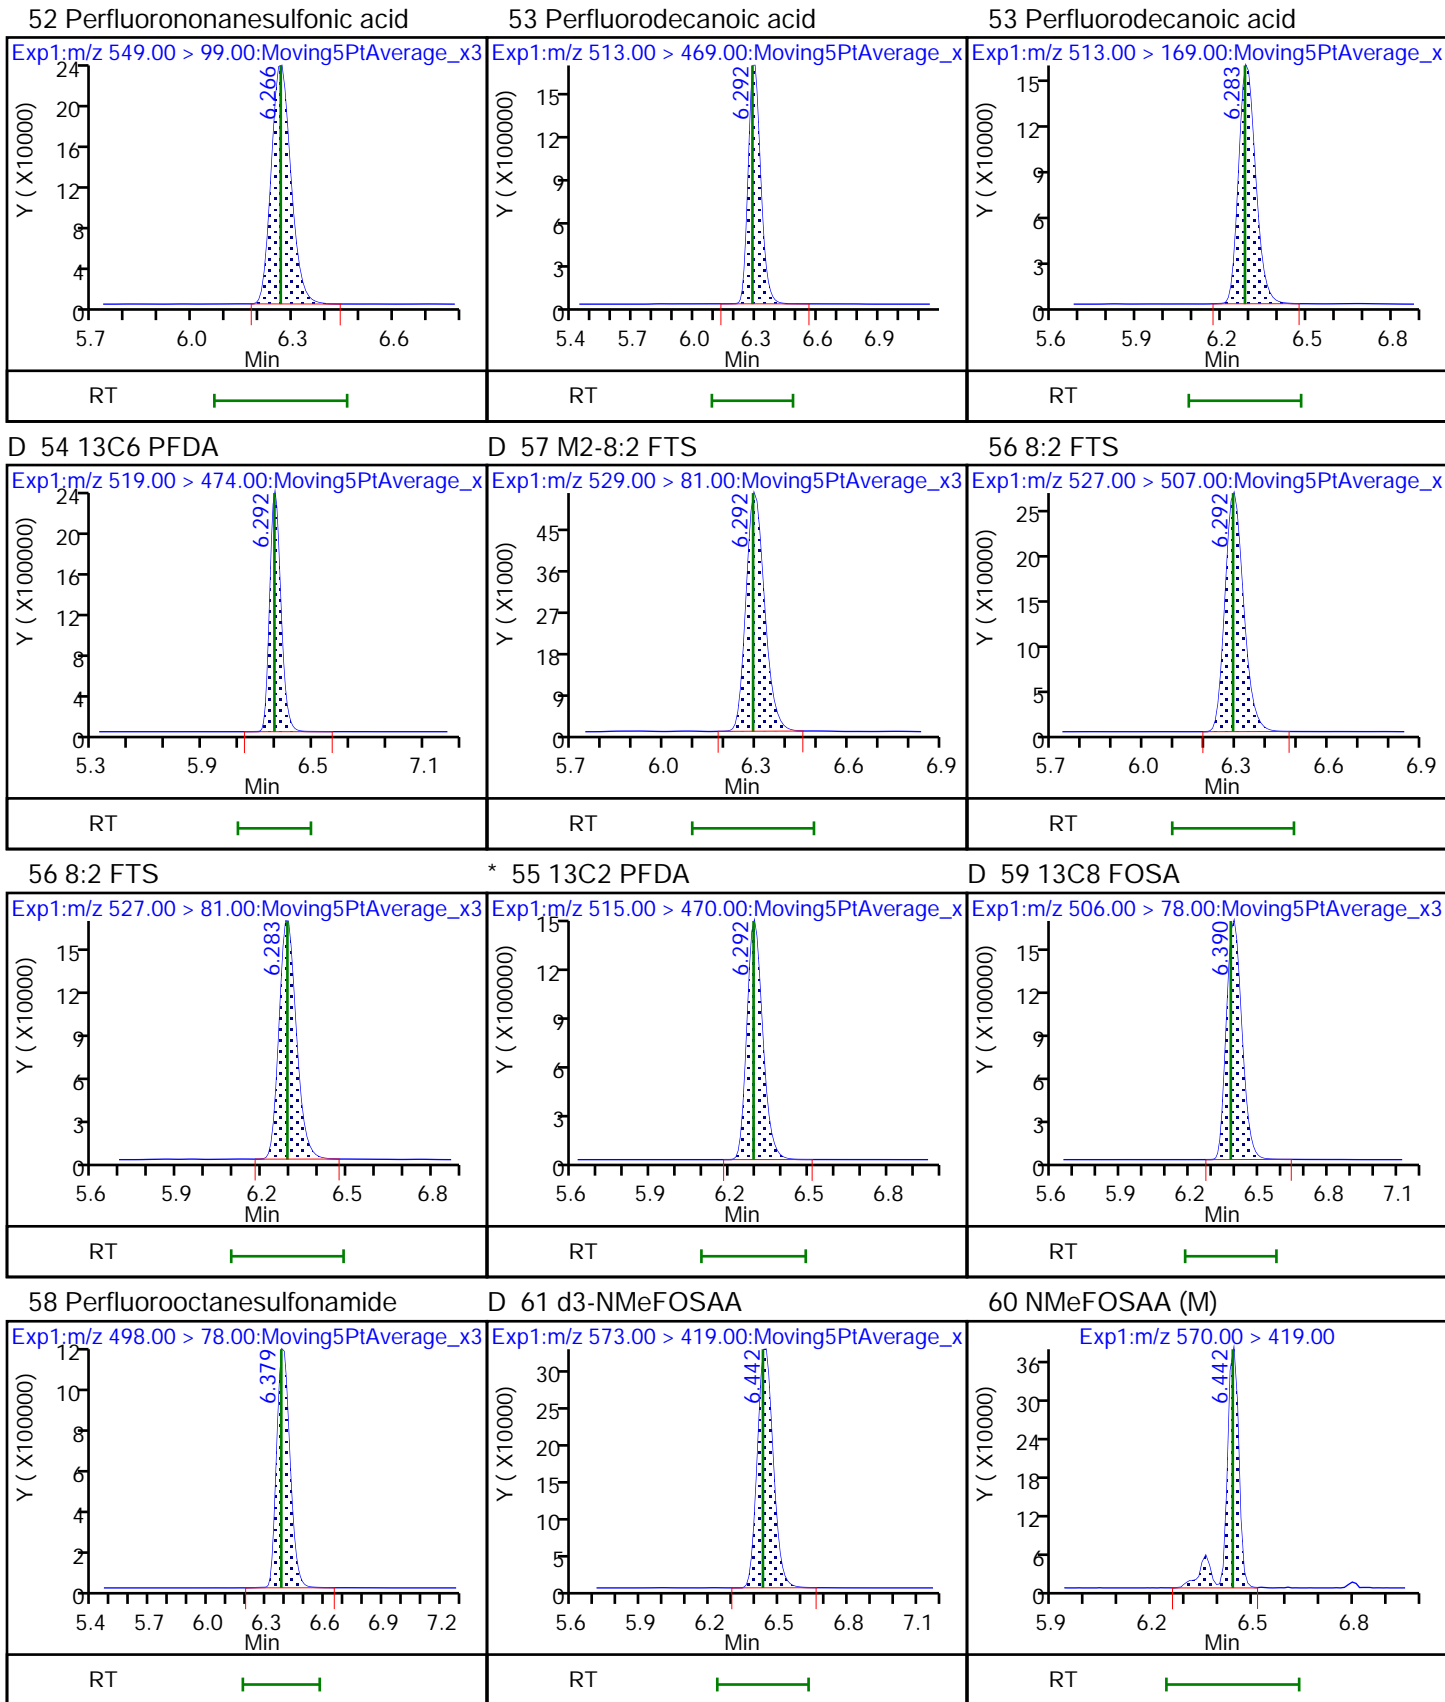 52 Perfluorononanesulfonic acid
Exp1:m/z 549.00 > 99.00:Moving5PtAverage_x3
Y ( X10000)
24
20
16
12
8
4
0
6.266
5.7 6.0 6.3 6.6
Min
RT
53 Perfluorodecanoic acid
Exp1:m/z 513.00 > 469.00:Moving5PtAverage_x
Y ( X100000)
15
12
9
6
3
0
6.292
5.4 5.7 6.0 6.3 6.6 6.9
Min
RT
53 Perfluorodecanoic acid
Exp1:m/z 513.00 > 169.00:Moving5PtAverage_x
Y ( X10000)
15
12
9
6
3
0
6.283
5.6 5.9 6.2 6.5 6.8
Min
RT
D 54 13C6 PFDA
Exp1:m/z 519.00 > 474.00:Moving5PtAverage_x
Y ( X100000)
24
20
16
12
8
4
0
6.292
5.3 5.9 6.5 7.1
Min
RT
D 57 M2-8:2 FTS
Exp1:m/z 529.00 > 81.00:Moving5PtAverage_x3
Y ( X1000)
45
36
27
18
9
0
6.292
5.7 6.0 6.3 6.6 6.9
Min
RT
56 8:2 FTS
Exp1:m/z 527.00 > 507.00:Moving5PtAverage_x
Y ( X10000)
25
20
15
10
5
0
6.292
5.7 6.0 6.3 6.6 6.9
Min
RT
56 8:2 FTS
Exp1:m/z 527.00 > 81.00:Moving5PtAverage_x3
Y ( X10000)
15
12
9
6
3
0
6.283
5.6 5.9 6.2 6.5 6.8
Min
RT
* 55 13C2 PFDA
Exp1:m/z 515.00 > 470.00:Moving5PtAverage_x
Y ( X100000)
15
12
9
6
3
0
6.292
5.6 5.9 6.2 6.5 6.8
Min
RT
D 59 13C8 FOSA
Exp1:m/z 506.00 > 78.00:Moving5PtAverage_x3
Y ( X100000)
15
12
9
6
3
0
6.390
5.6 5.9 6.2 6.5 6.8 7.1
Min
RT
58 Perfluorooctanesulfonamide
Exp1:m/z 498.00 > 78.00:Moving5PtAverage_x3
Y ( X100000)
12
10
8
6
4
2
0
6.379
5.4 5.7 6.0 6.3 6.6 6.9 7.2
Min
RT
D 61 d3-NMeFOSAA
Exp1:m/z 573.00 > 419.00:Moving5PtAverage_x
Y ( X10000)
30
25
20
15
10
5
0
6.442
5.6 5.9 6.2 6.5 6.8 7.1
Min
RT
60 NMeFOSAA (M)
Exp1:m/z 570.00 > 419.00
Y ( X10000)
36
30
24
18
12
6
0
6.442
5.9 6.2 6.5 6.8
Min
RT